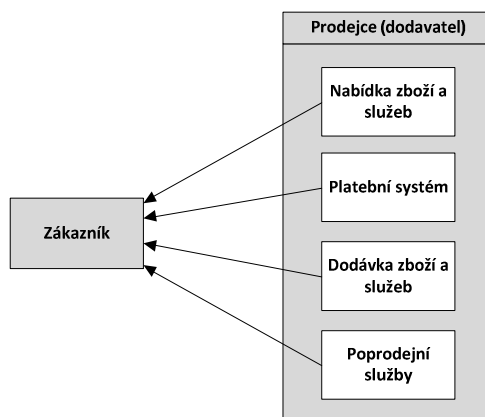 Prodejce (dodavatel)
Nabídka zboží a
služeb
Platební systém
Zákazník
Dodávka zboží a
služeb
Poprodejní
služby